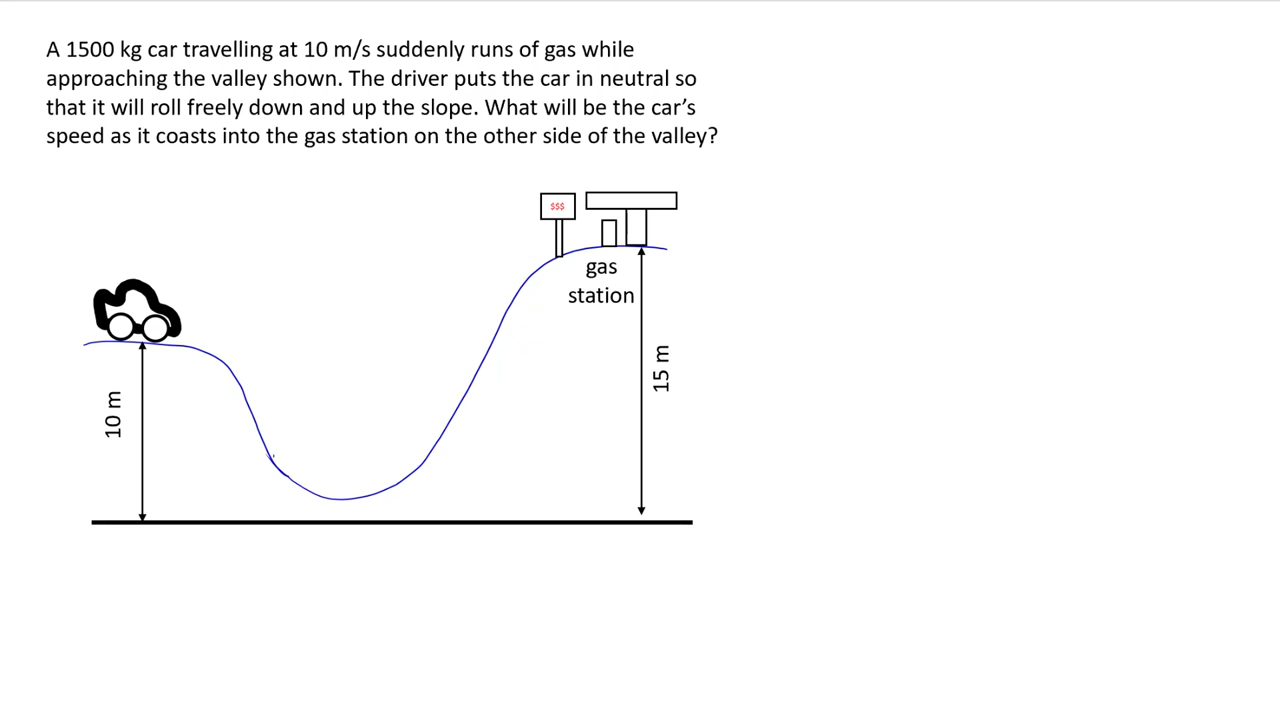 A 1500 kg car travelling at 10 m/s suddenly runs of gas while
approaching the valley shown. The driver puts the car in neutral so
that it will roll freely down and up the slope. What will be the car’s
speed as it coasts into the gas station on the other side of the valley?
$$$
gas
station
10 m
15 m